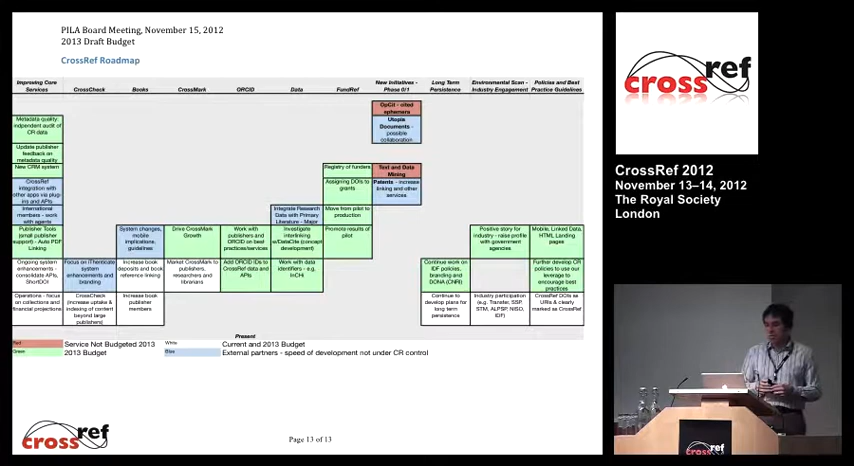 PILA Board Meeting, November 15, 2012
2013 Draft Budget
CrossRef Roadmap
Improving Core
Services
CrossCheck
Books
CrossMark
ORCID
Data
FundRef
New Initiatives -
Phase 0/1
Long Term
Persistence
Environmental Scan -
Industry Engagement
Policies and Best
Practice Guidelines
OpCit - cited
ephemera
Metadata quality:
indpendent audit of
CR data
Utopia
Documents -
possible
collaboration
Update publisher
feedback on
metadata quality
New CRM system
Registry of funders
Text and Data
Mining
CrossRef
integration with
other apps via plug-
ins and APIs
Assigning DOIs to
grants
Patents - increase
linking and other
services
International
members - work
with agents
Integrate Research
Data with Primary
Literature - Major
Move from pilot to
production
Publisher Tools
(small publisher
support) - Auto PDF
Linking
System changes,
mobile
implications,
guidelines
Drive CrossMark
Growth
Work with
publishers and
ORCID on best
practices/services
Investigate
interlinking
w/DataCite (concept
development)
Promote results of
pilot
Positive story for
industry - raise profile
with government
agencies
Mobile, Linked Data,
HTML Landing
pages
Ongoing system
enhancements -
consolidate APIs,
ShortDOI
Focus on iThenticate
system
enhancements and
branding
Increase book
deposits and book
reference linking
Market CrossMark to
publishers,
researchers and
librarians
Add ORCID IDs to
CrossRef data and
APIs
Work with data
identifiers - e.g.
InChI
Continue work on
IDF policies,
branding and
DONA (CNRI)
Further develop CR
policies to use our
leverage to
encourage best
practices
Operations - focus
on collections and
financial projections
CrossCheck
(increase uptake &
indexing of content
beyond large
publishers)
Increase book
publisher
members
Continue to
develop plans for
long term
persistence
Industry participation
(e.g. Transfer, SSP,
STM, ALPSP, NISO,
IDF)
CrossRef DOIs as
URIs & clearly
marked as CrossRef
Present
Red
Service Not Budgeted 2013
White
Current and 2013 Budget
Green
2013 Budget
Blue
External partners - speed of development not under CR control
crossref
Page 13 of 13
crossref
CrossRef 2012
November 13–14, 2012
The Royal Society
London
crossref